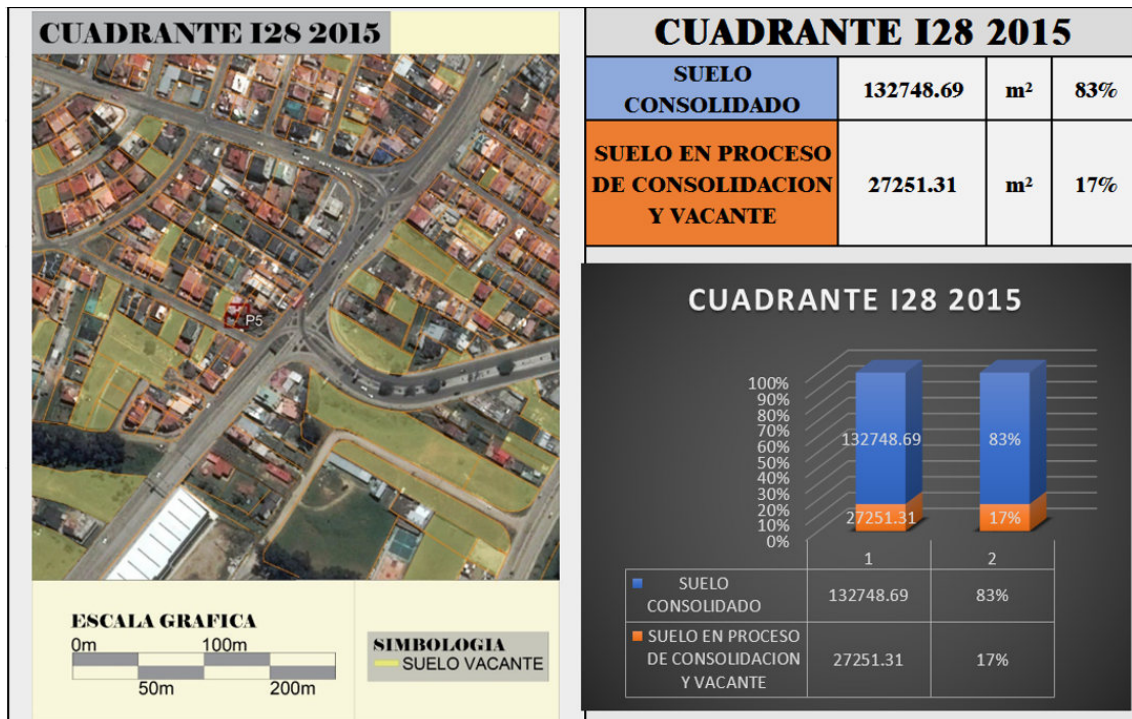 CUADRANTE I28 2015
P5
ESCALA GRAFICA
0m 100m
50m 200m
SIMBOLOGIA
SUELO VACANTE
CUADRANTE I28 2015
SUELO
CONSOLIDADO 132748.69 m² 83%
SUELO EN PROCESO
DE CONSOLIDACION 27251.31 m² 17%
Y VACANTE
CUADRANTE I28 2015
100%
90%
80%
70%
60%
50%
40%
30%
20%
10%
0%
132748.69 83%
27251.31 17%
1 2
SUELO
CONSOLIDADO 132748.69 83%
SUELO EN PROCESO
DE CONSOLIDACION 27251.31 17%
Y VACANTE